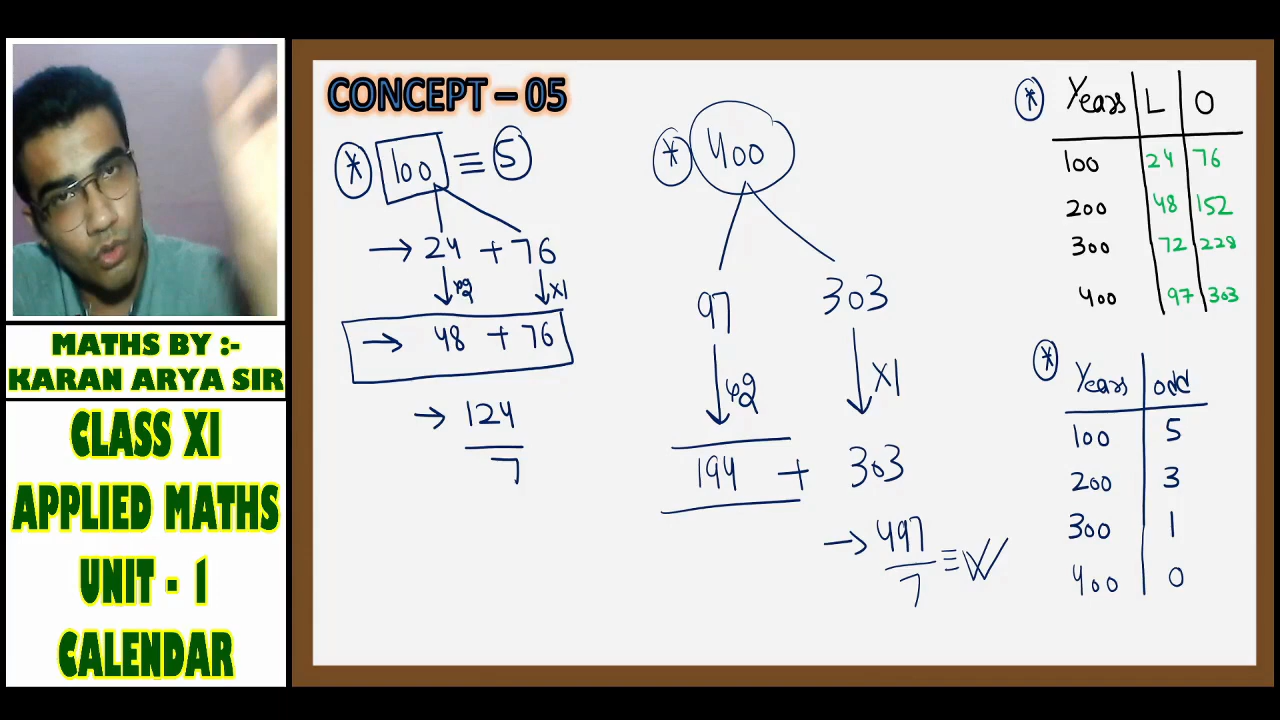 CONCEPT – 05
* 100 ≡ 5
→ 24 + 76
×2 ×1
→ 48 + 76
→ 124
7
* 400
97 303
×2 ×1
194 + 303
→ 497
7 ≡
* Years L O
100 24 76
200 48 152
300 72 228
400 97 303
* Years odd
100 5
200 3
300 1
400 0
MATHS BY :-
KARAN ARYA SIR
CLASS XI
APPLIED MATHS
UNIT - 1
CALENDAR